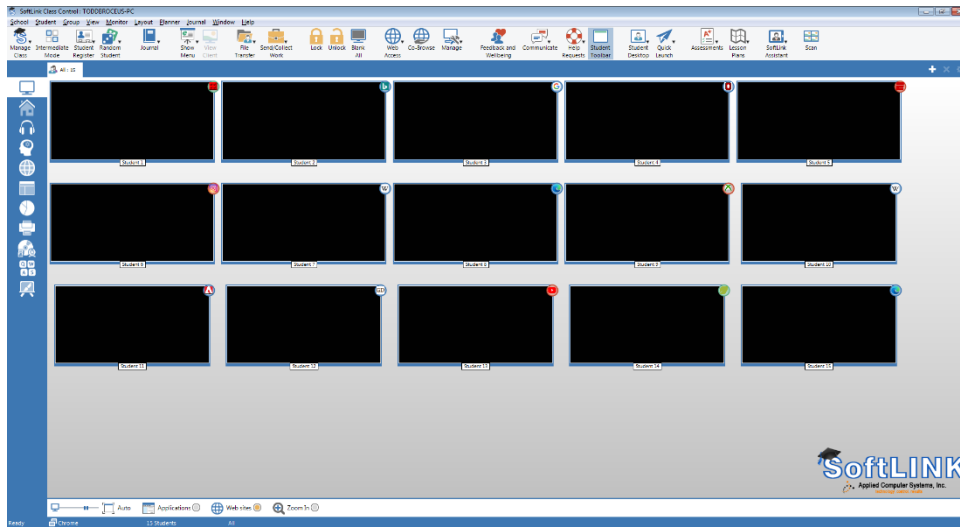 SoftLink Class Control : TODOBROCEUS-PC
School Student Group View Monitor Layout Planner Journal Window Help
Manage Class
Intermediate Mode
Student Register
Random Student
Journal
Show Menu
View Client
File Transfer
Send/Collect Work
Lock
Unlock
Blank All
Web Access
Co-Browse
Manage
Feedback and Wellbeing
Communicate
Help Requests
Student Toolbar
Student Desktop
Quick Launch
Assessments
Lesson Plans
SoftLink Assistant
Scan
All : 15
Student 1
Student 2
Student 3
Student 4
Student 5
Student 6
Student 7
Student 8
Student 9
Student 10
Student 11
Student 12
Student 13
Student 14
Student 15
SoftLINK
Applied Computer Systems, Inc.
Auto
Applications
Web sites
Zoom In
Ready
Chrome
15 Students
All